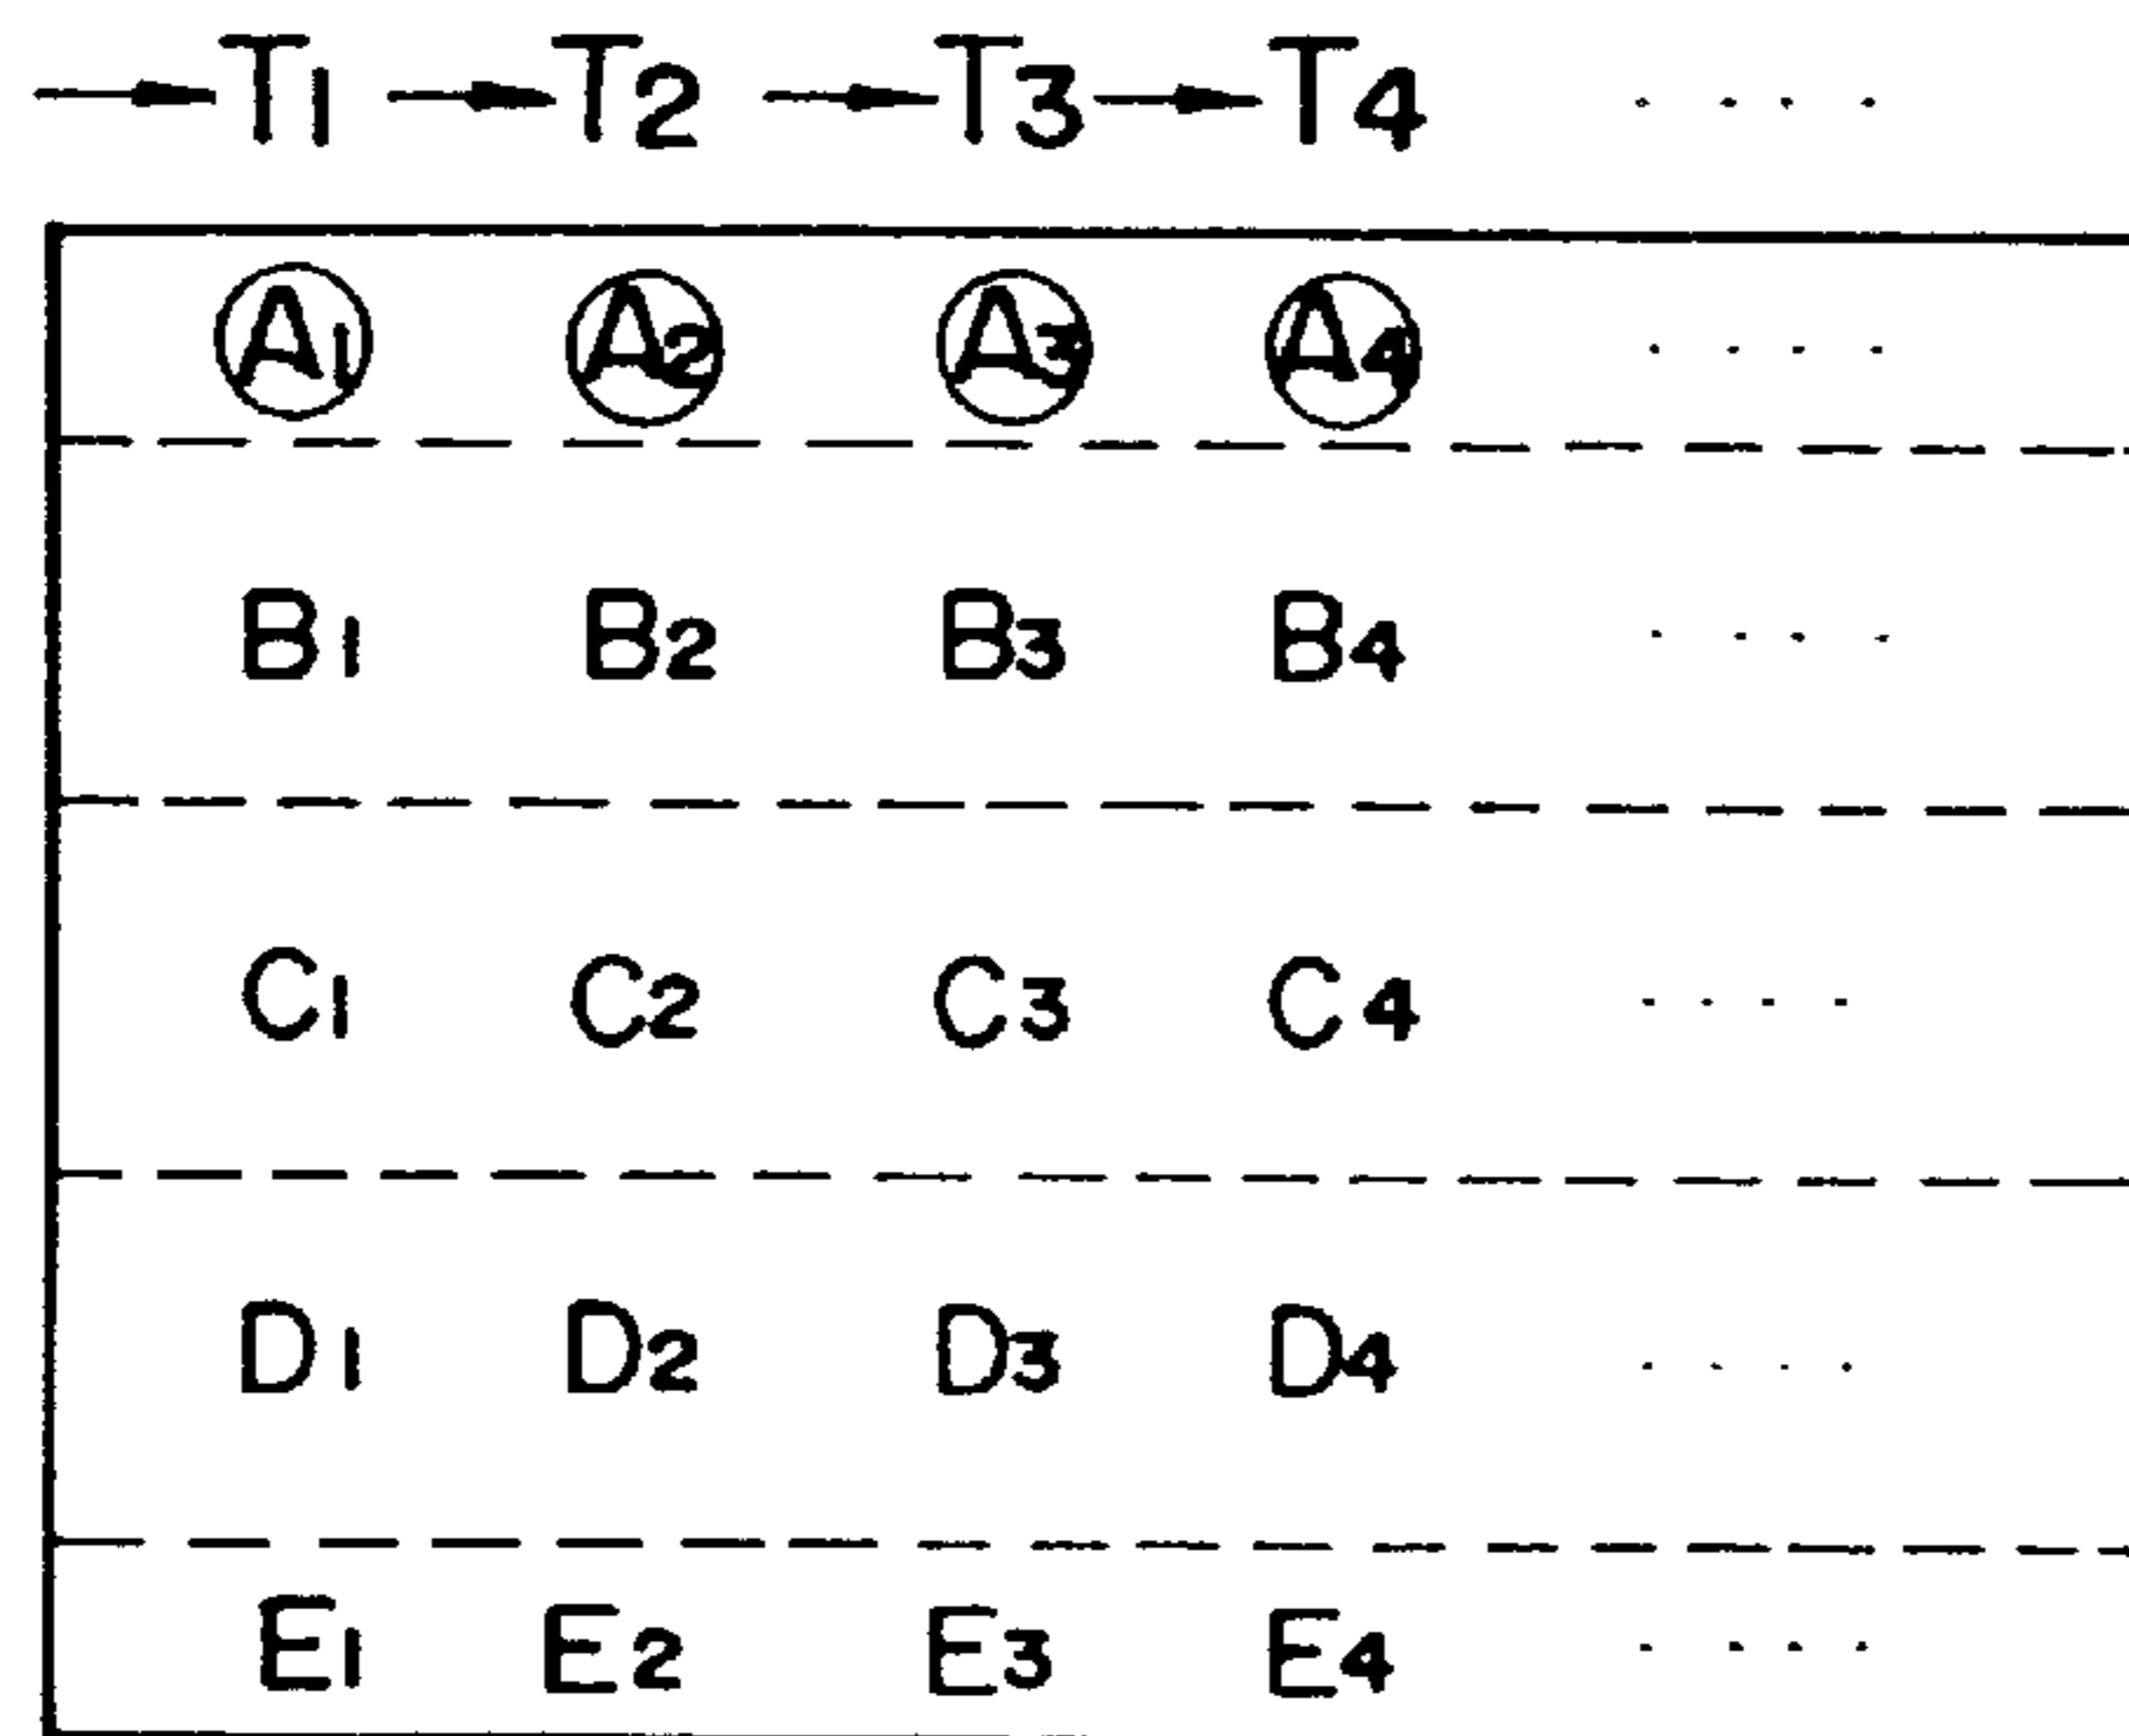 T1 T2 T3 T4 ....
A1 A2 A3 A4 ....
B1 B2 B3 B4 ....
C1 C2 C3 C4 ....
D1 D2 D3 D4 ....
E1 E2 E3 E4 ....